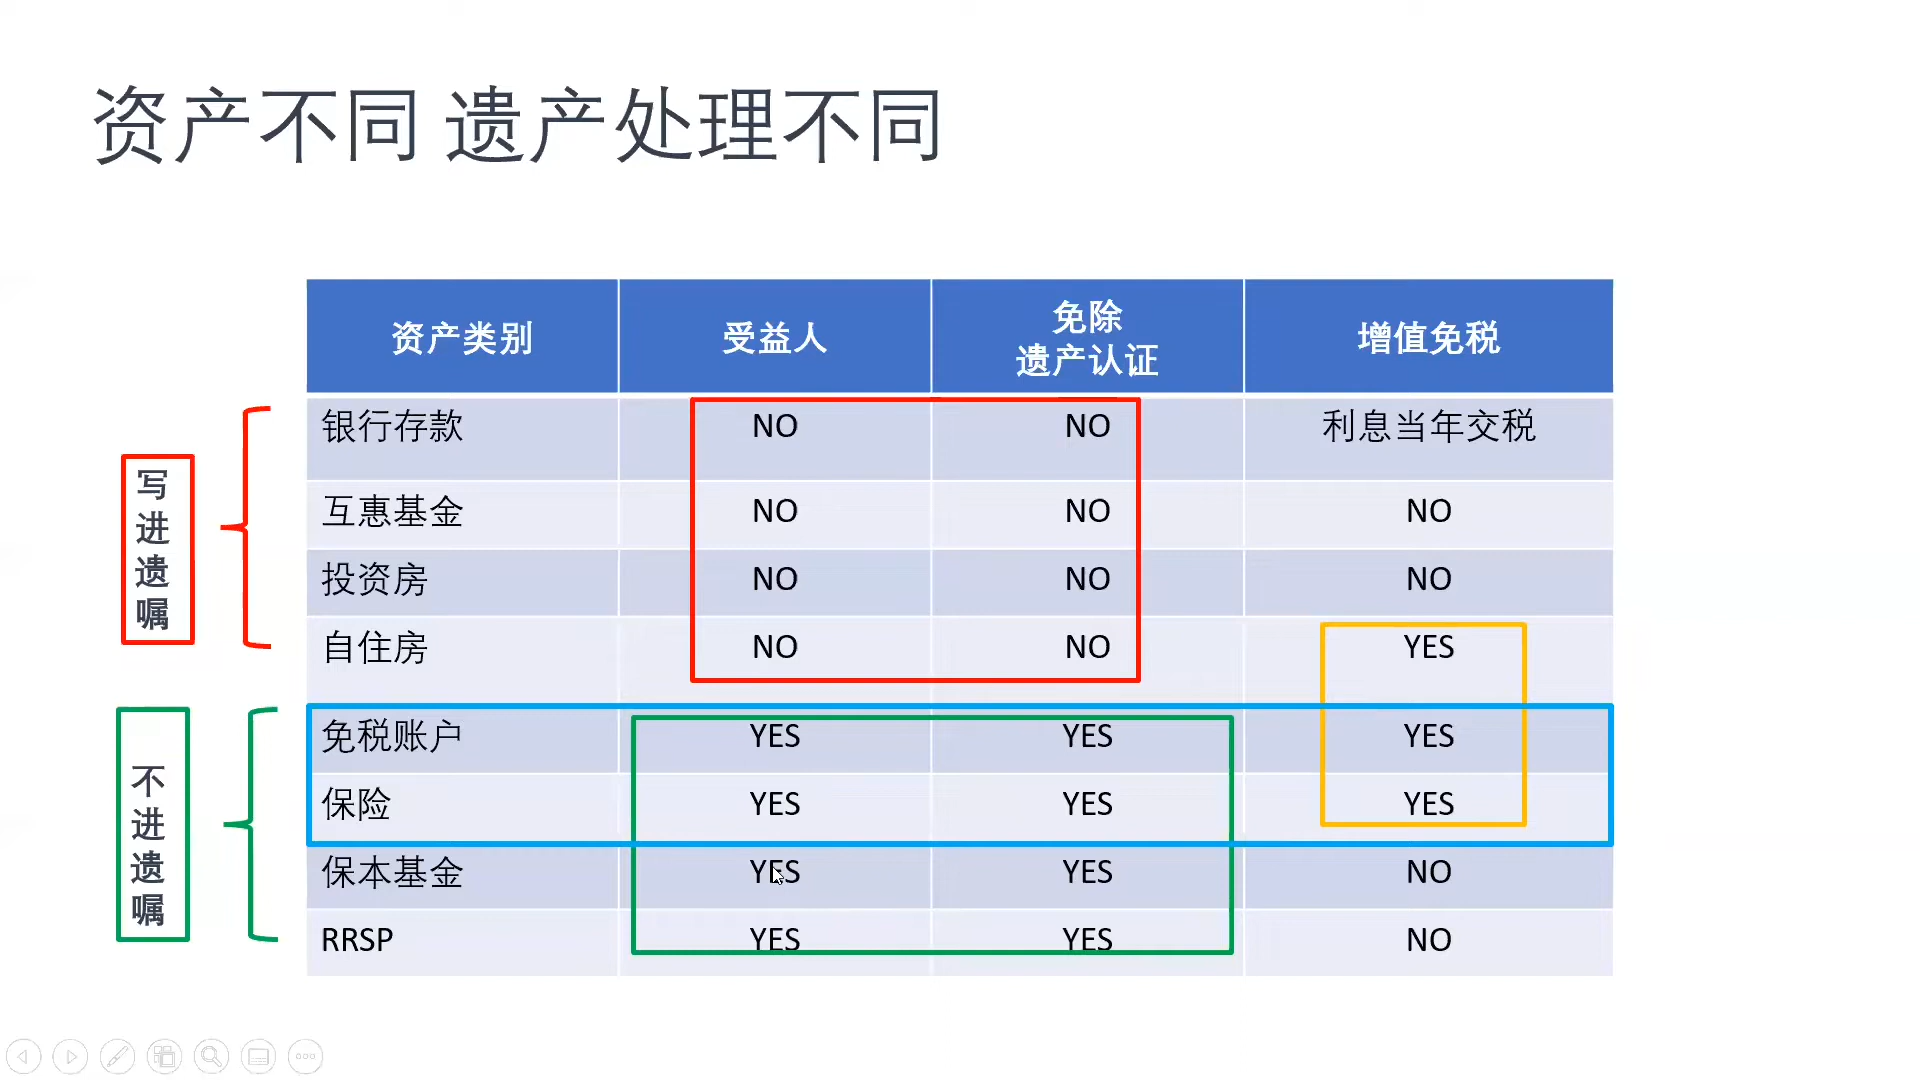 资产不同 遗产处理不同
资产类别 受益人 免除 遗产认证 增值免税
银行存款 NO NO 利息当年交税
互惠基金 NO NO NO
投资房 NO NO NO
自住房 NO NO YES
免税账户 YES YES YES
保险 YES YES YES
保本基金 YES YES NO
RRSP YES YES NO
写进遗嘱
不进遗嘱